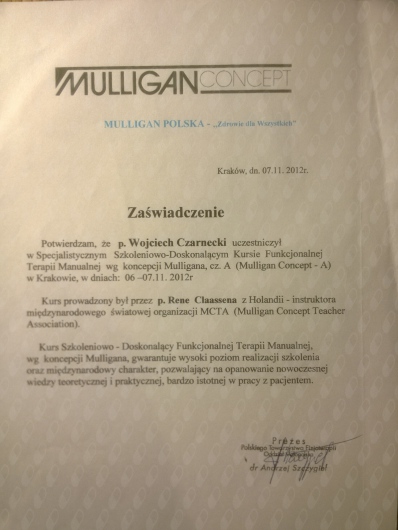 MULLIGAN CONCEPT
MULLIGAN POLSKA - „Zdrowie dla Wszystkich"
Kraków, dn. 07.11. 2012r.
Zaświadczenie
Potwierdzam, że p. Wojciech Czarnecki uczestniczył
w Specjalistycznym Szkoleniowo-Doskonalącym Kursie Funkcjonalnej
Terapii Manualnej wg koncepcji Mulligana, cz. A (Mulligan Concept - A)
w Krakowie, w dniach: 06 –07.11. 2012r
Kurs prowadzony był przez p. Rene Claassena z Holandii - instruktora
międzynarodowego światowej organizacji MCTA (Mulligan Concept Teacher
Association).
Kurs Szkoleniowo - Doskonalący Funkcjonalnej Terapii Manualnej,
wg koncepcji Mulligana, gwarantuje wysoki poziom realizacji szkolenia
oraz międzynarodowy charakter, pozwalający na opanowanie nowoczesnej
wiedzy teoretycznej i praktycznej, bardzo istotnej w pracy z pacjentem.
Prezes
Polskiego Towarzystwa
dr Andrzej Szczygieł